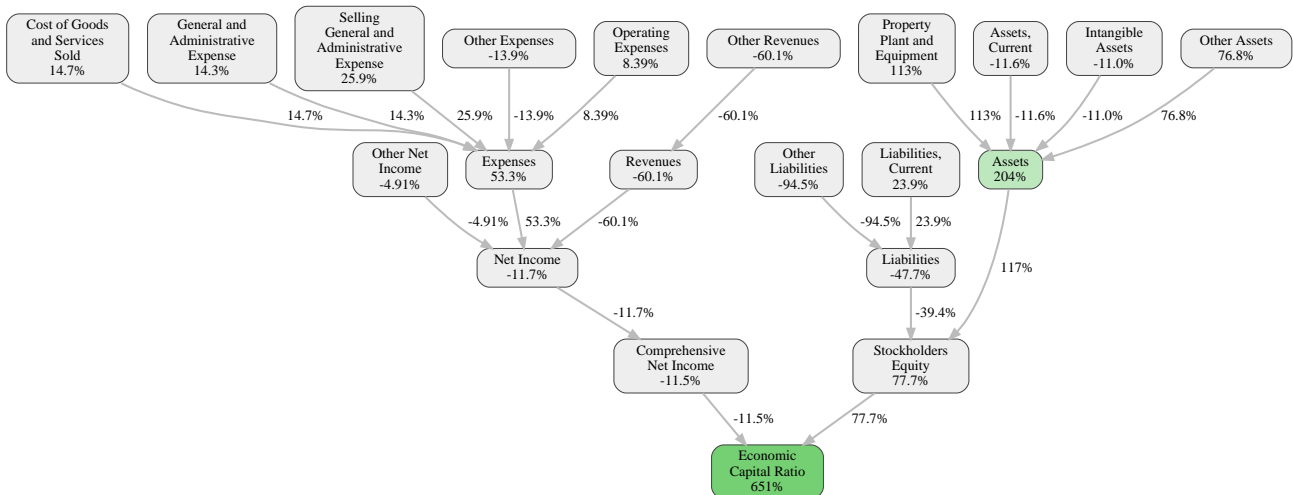 Cost of Goods
and Services
Sold
14.7%
General and
Administrative
Expense
14.3%
Selling
General and
Administrative
Expense
25.9%
Other Expenses
-13.9%
Operating
Expenses
8.39%
Other Revenues
-60.1%
Property
Plant and
Equipment
113%
Assets,
Current
-11.6%
Intangible
Assets
-11.0%
Other Assets
76.8%
14.7%
14.3%
25.9%
-13.9%
8.39%
-60.1%
113%
-11.6%
-11.0%
76.8%
Other Net
Income
-4.91%
Expenses
53.3%
Revenues
-60.1%
Other
Liabilities
-94.5%
Liabilities,
Current
23.9%
Assets
204%
-4.91%
53.3%
-60.1%
-94.5%
23.9%
Net Income
-11.7%
Liabilities
-47.7%
117%
-11.7%
-39.4%
Comprehensive
Net Income
-11.5%
Stockholders
Equity
77.7%
-11.5%
77.7%
Economic
Capital Ratio
651%